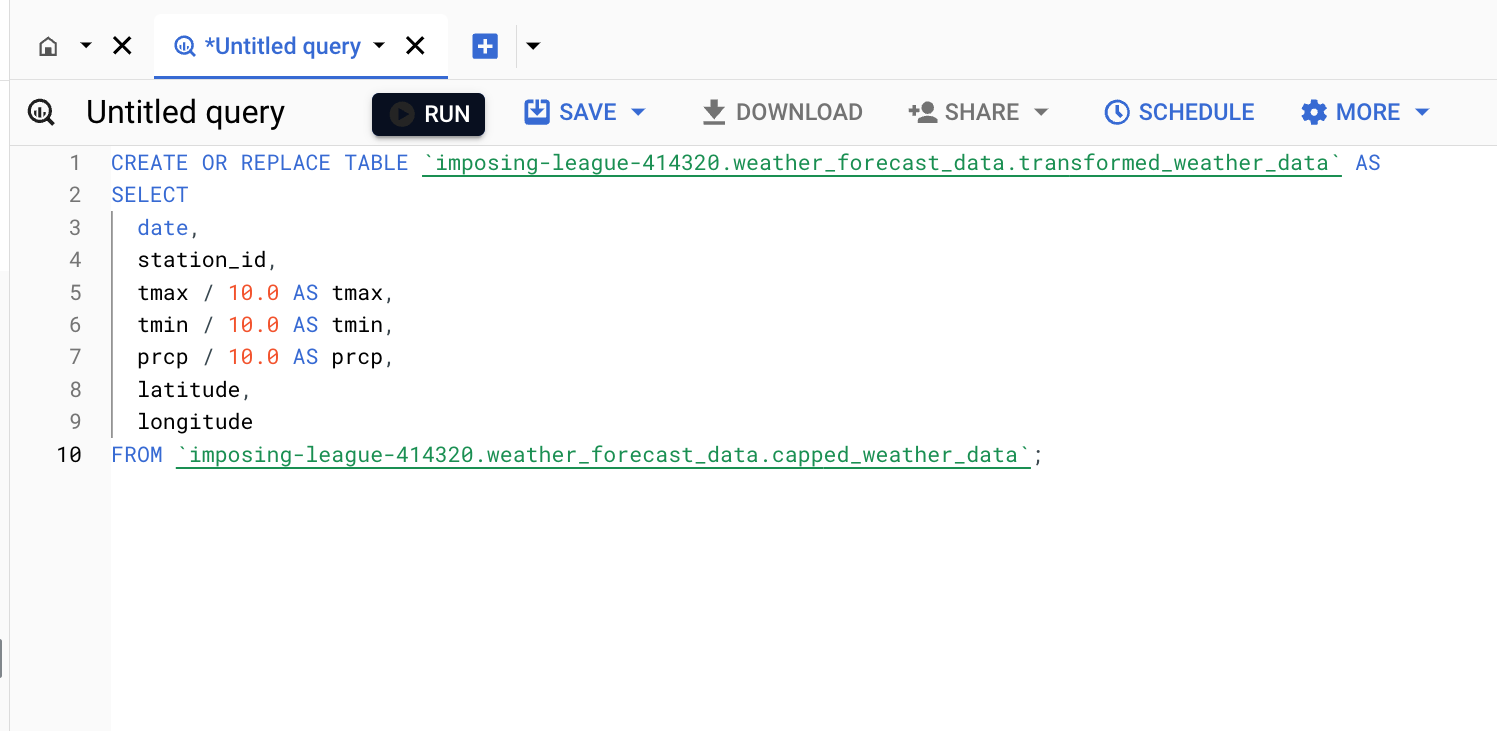 *Untitled query
Untitled query RUN SAVE DOWNLOAD SHARE SCHEDULE MORE
1 CREATE OR REPLACE TABLE `imposing-league-414320.weather_forecast_data.transformed_weather_data` AS
2 SELECT
3 date,
4 station_id,
5 tmax / 10.0 AS tmax,
6 tmin / 10.0 AS tmin,
7 prcp / 10.0 AS prcp,
8 latitude,
9 longitude
10 FROM `imposing-league-414320.weather_forecast_data.capped_weather_data`;